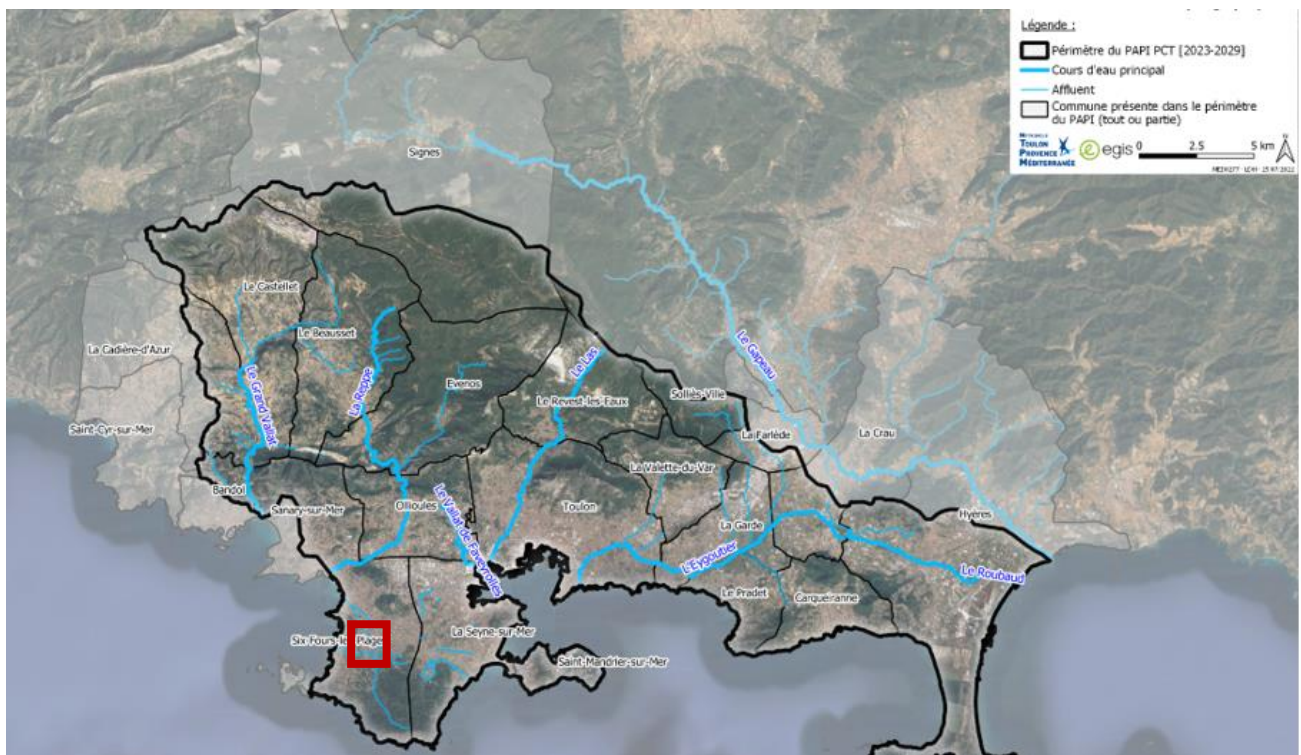 Légende :
Périmètre du PAPI PCT [2023-2029]
Cours d'eau principal
Affluent
Commune présente dans le périmètre
du PAPI (tout ou partie)
MÉTROPOLE
TOULON
PROVENCE
MÉDITERRANÉE
egis
0 2.5 5 km
Signes
Le Castellet
Le Beausset
La Cadière-d'Azur
Le Grand Vallat
La Reppe
Evenos
Le Las
Le Gapeau
Le Revest-les-Eaux
Solliès-Ville
Saint-Cyr-sur-Mer
La Farlède
La Crau
La Valette-du-Var
Bandol
Sanary-sur-Mer
Ollioules
Le Vallat de Faveyrolles
Toulon
La Garde
Hyères
L'Eygoutier
Le Roubaud
Le Pradet
Carqueiranne
Six-Fours-le
Plage
La Seyne-sur-Mer
Saint-Mandrier-sur-Mer